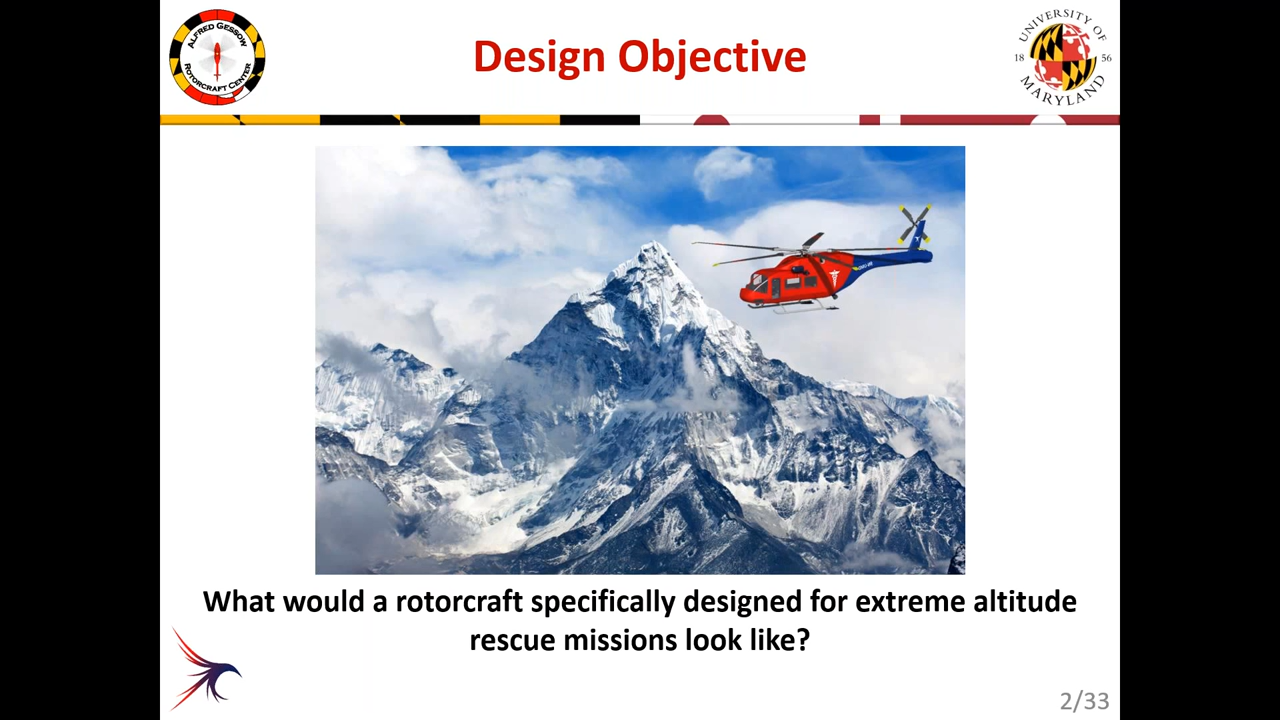 ALFRED GESSOW
ROTORCRAFT CENTER
Design Objective
UNIVERSITY OF
18 56
MARYLAND
What would a rotorcraft specifically designed for extreme altitude
rescue missions look like?
2/33